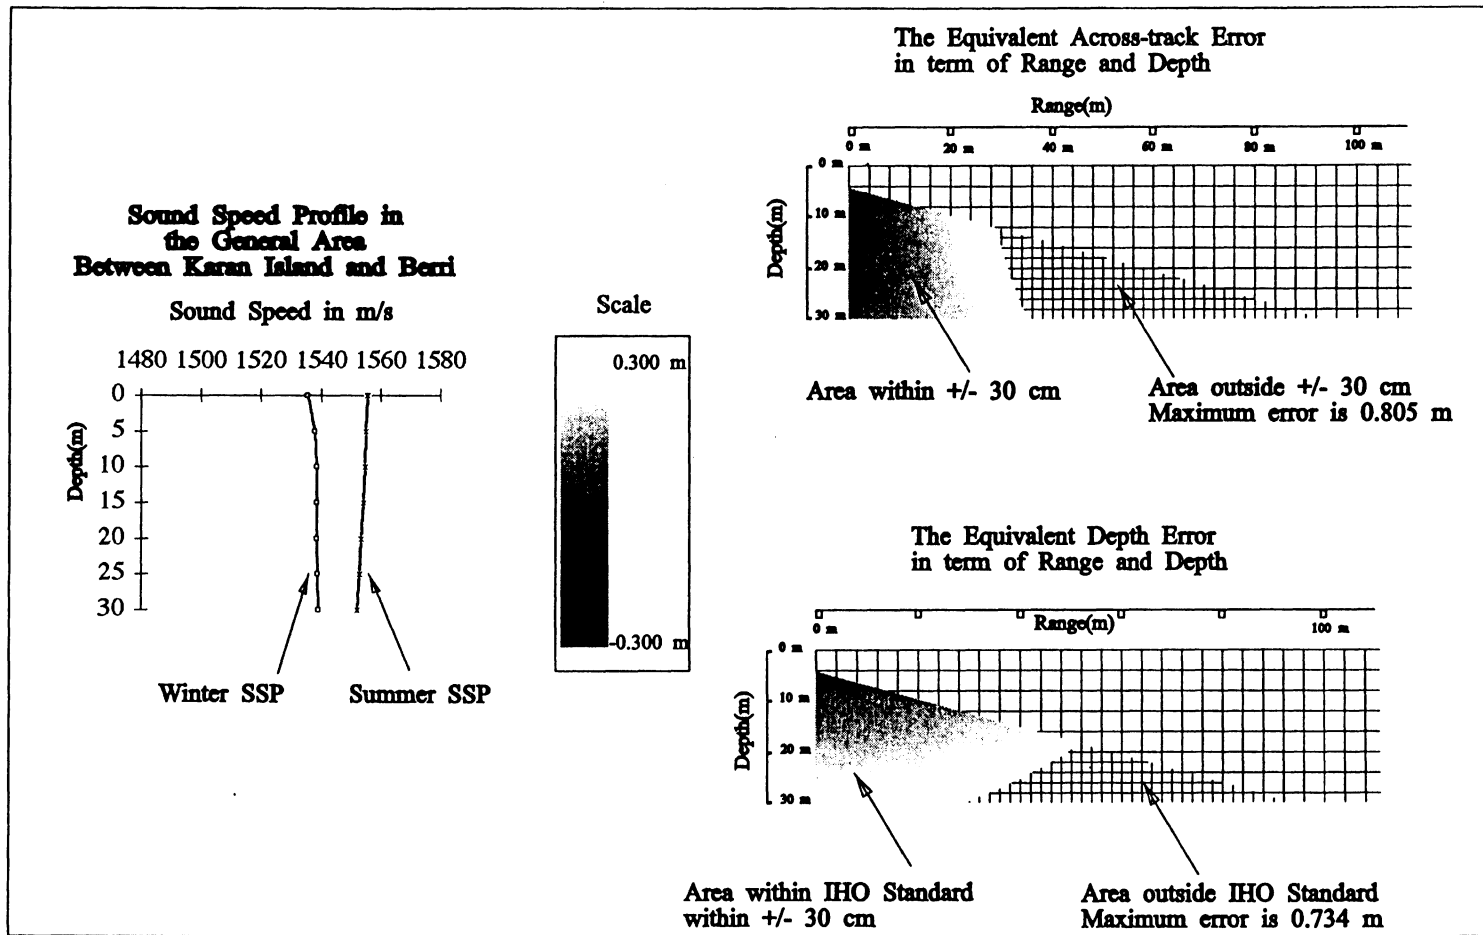 The Equivalent Across-track Error
in term of Range and Depth
Range(m)
0 m 20 m 40 m 60 m 80 m 100 m
Depth(m)
0 m
10 m
20 m
30 m
Area within +/- 30 cm
Area outside +/- 30 cm
Maximum error is 0.805 m
Sound Speed Profile in
the General Area
Between Karan Island and Berri
Sound Speed in m/s
1480 1500 1520 1540 1560 1580
Depth(m)
0
5
10
15
20
25
30
Winter SSP
Summer SSP
Scale
0.300 m
-0.300 m
The Equivalent Depth Error
in term of Range and Depth
Range(m)
0 m 100 m
Depth(m)
0 m
10 m
20 m
30 m
Area within IHO Standard
within +/- 30 cm
Area outside IHO Standard
Maximum error is 0.734 m